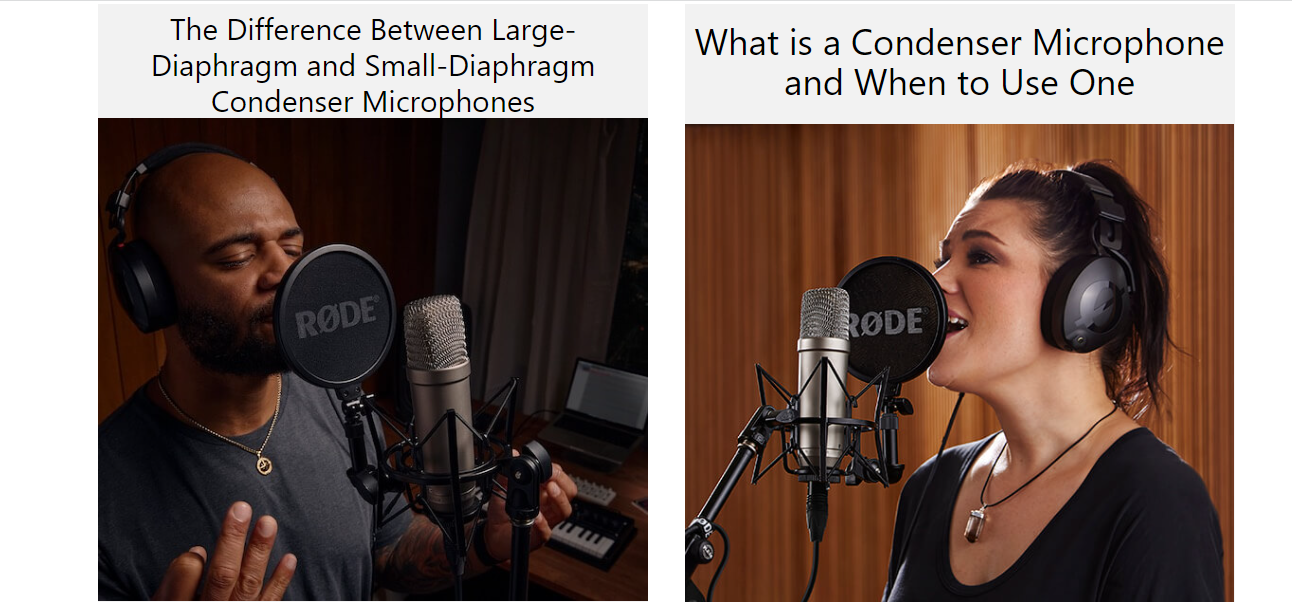 The Difference Between Large-
Diaphragm and Small-Diaphragm
Condenser Microphones
RØDE®
What is a Condenser Microphone
and When to Use One
RØDE